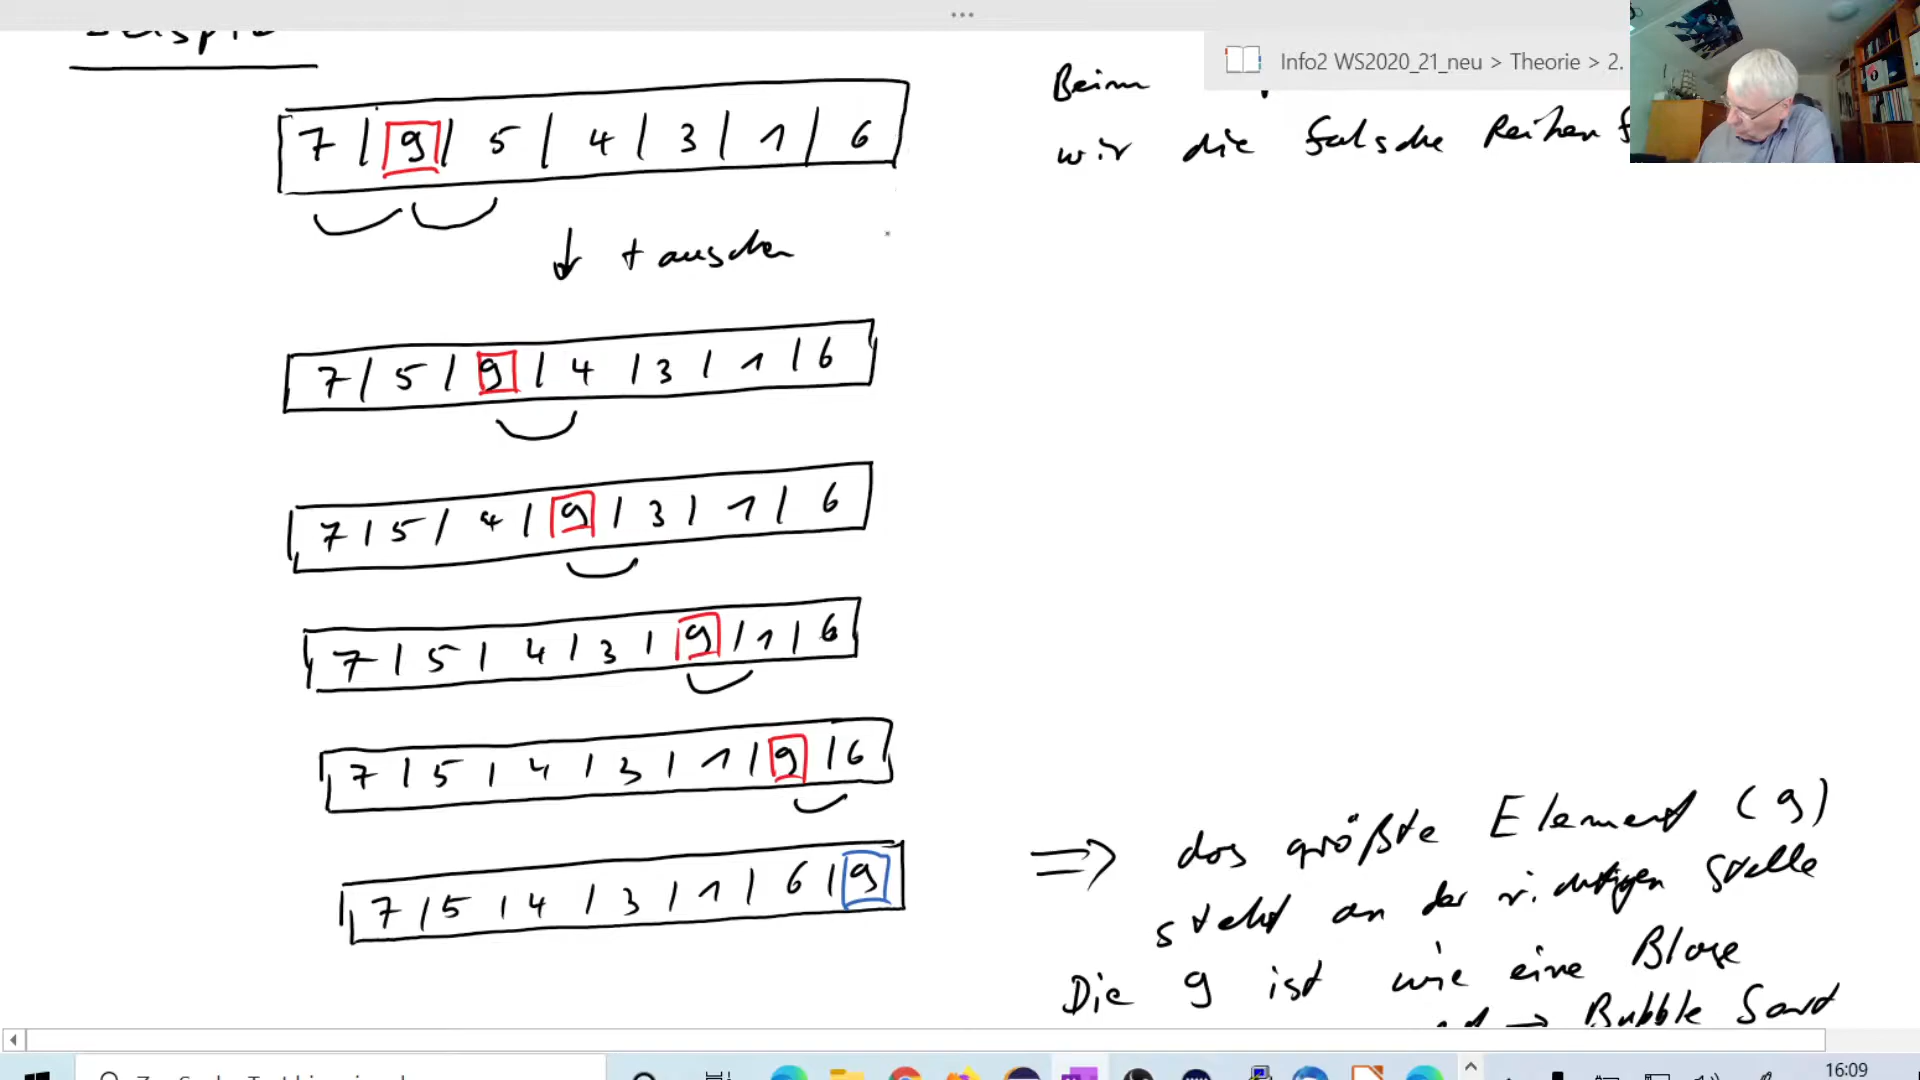 Beispiel
Info2 WS2020_21_neu > Theorie > 2.
Beim
wir die falsche Reihenf
7 | 9 | 5 | 4 | 3 | 1 | 6
↓ tauschen
7 | 5 | 9 | 4 | 3 | 1 | 6
7 | 5 | 4 | 9 | 3 | 1 | 6
7 | 5 | 4 | 3 | 9 | 1 | 6
7 | 5 | 4 | 3 | 1 | 9 | 6
7 | 5 | 4 | 3 | 1 | 6 | 9
⇒ das größte Element (9)
steht an der richtigen Stelle
Die 9 ist wie eine Blase
→ Bubble Sort
16:09